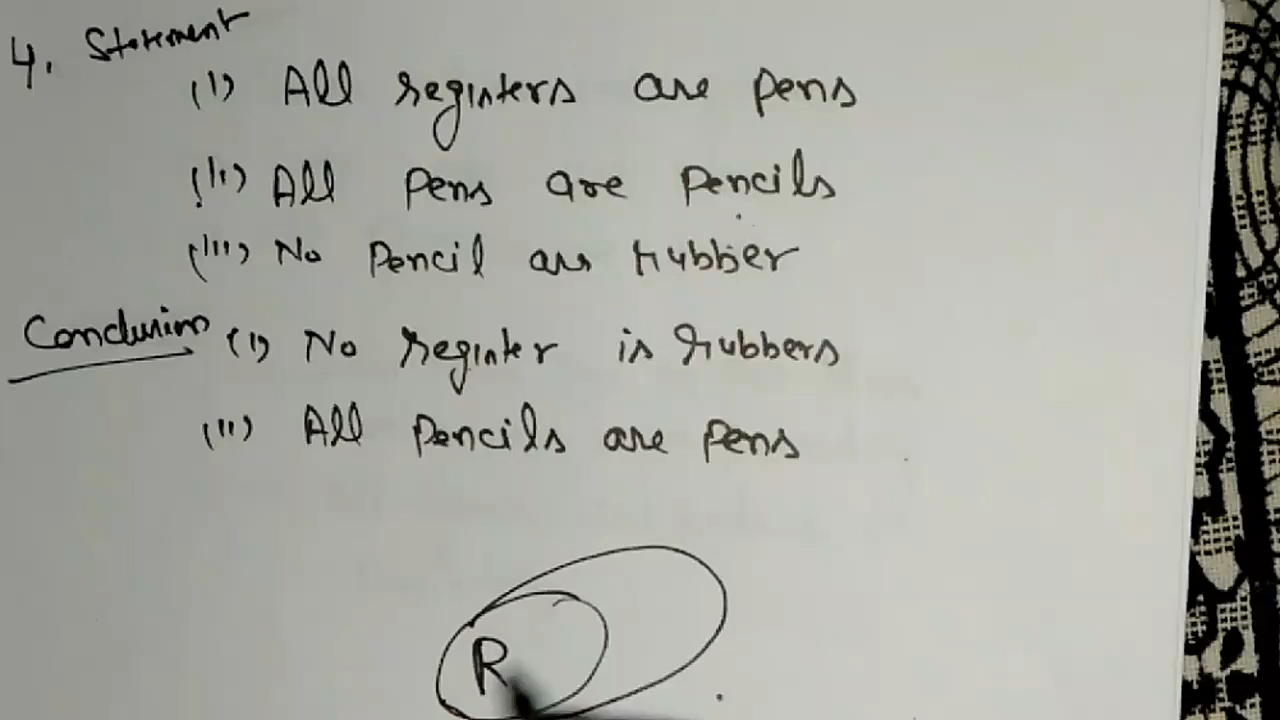 4. Statement
(i) All registers are pens
(ii) All Pens are Pencils
(iii) No Pencil are rubber
Conclusion (i) No register is rubbers
(ii) All Pencils are pens
R